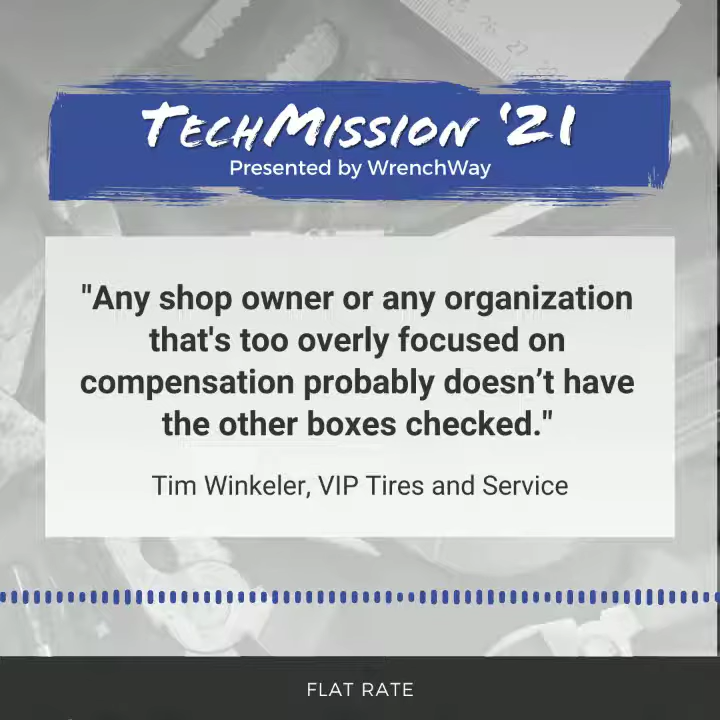 TECHMISSION '21
Presented by WrenchWay
"Any shop owner or any organization
that's too overly focused on
compensation probably doesn’t have
the other boxes checked."
Tim Winkeler, VIP Tires and Service
FLAT RATE